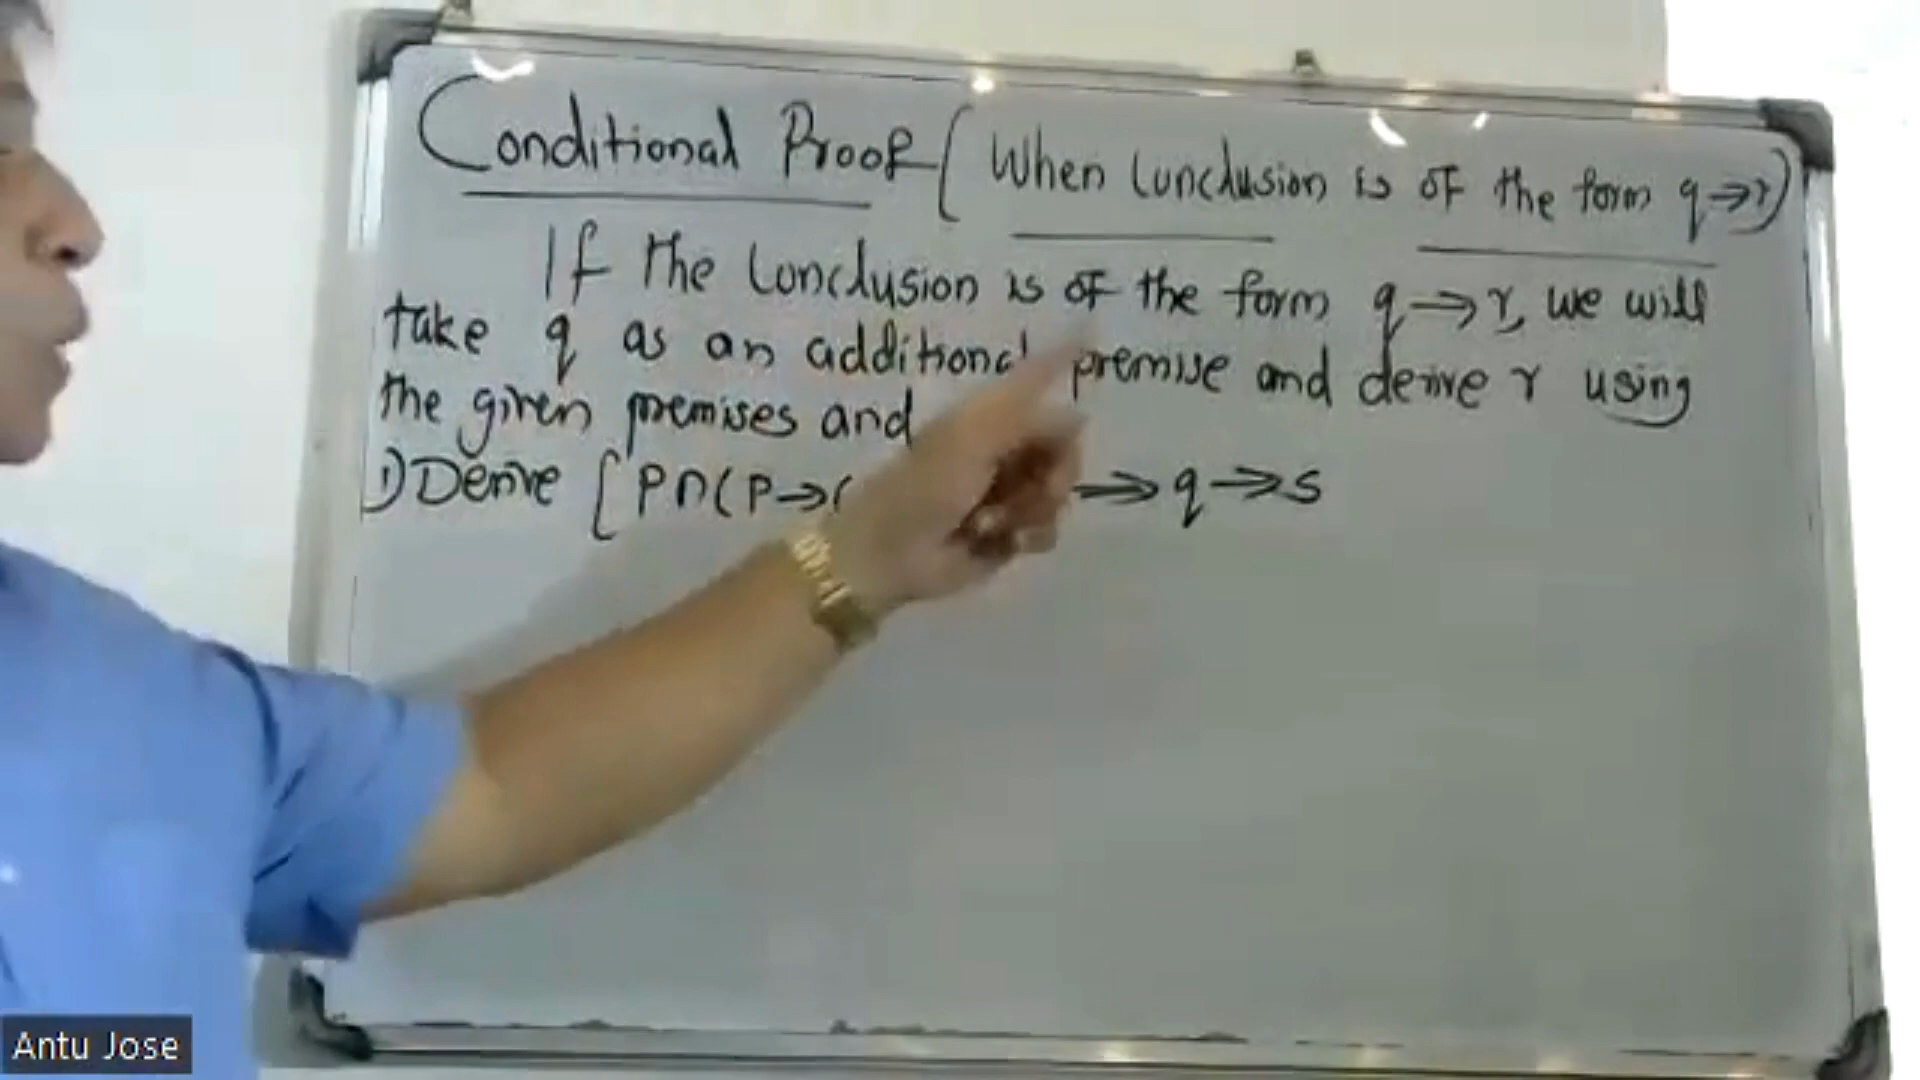 Conditional Proof (When Conclusion is of the form q→r)
If the Conclusion is of the form q→r, we will
take q as an additional premise and derive r using
the given premises and
1) Derive [P∩(P→( ⇒ q→s
Antu Jose